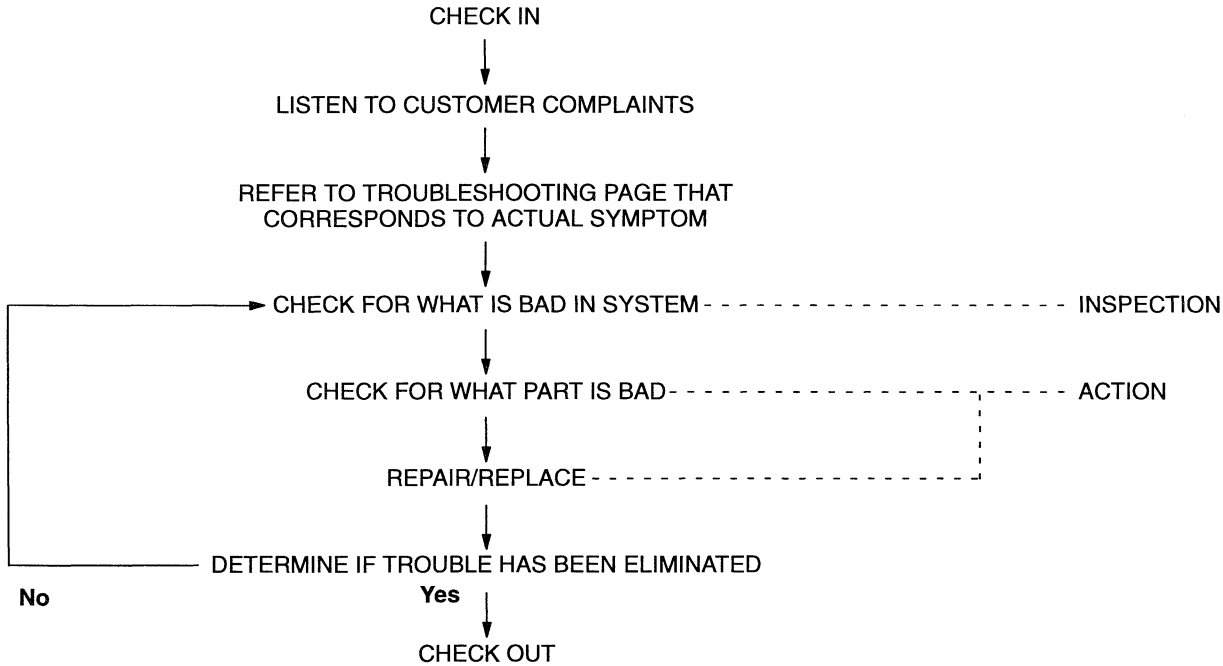 CHECK IN
LISTEN TO CUSTOMER COMPLAINTS
REFER TO TROUBLESHOOTING PAGE THAT
CORRESPONDS TO ACTUAL SYMPTOM
CHECK FOR WHAT IS BAD IN SYSTEM
INSPECTION
CHECK FOR WHAT PART IS BAD
ACTION
REPAIR/REPLACE
DETERMINE IF TROUBLE HAS BEEN ELIMINATED
No
Yes
CHECK OUT